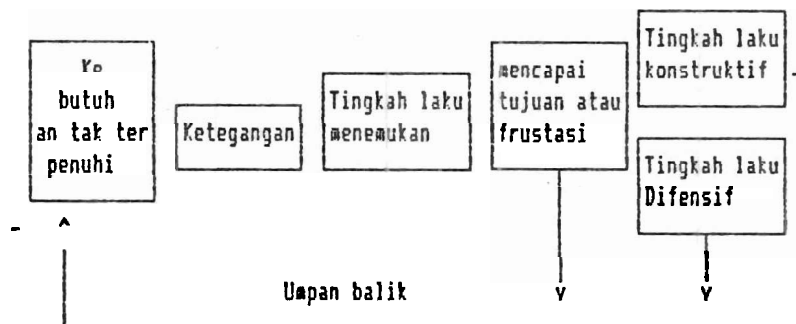 Ke
butuh
an tak ter
penuhi
Ketegangan
Tingkah laku
menemukan
mencapai
tujuan atau
frustasi
Tingkah laku
konstruktif
Tingkah laku
Difensif
Umpan balik